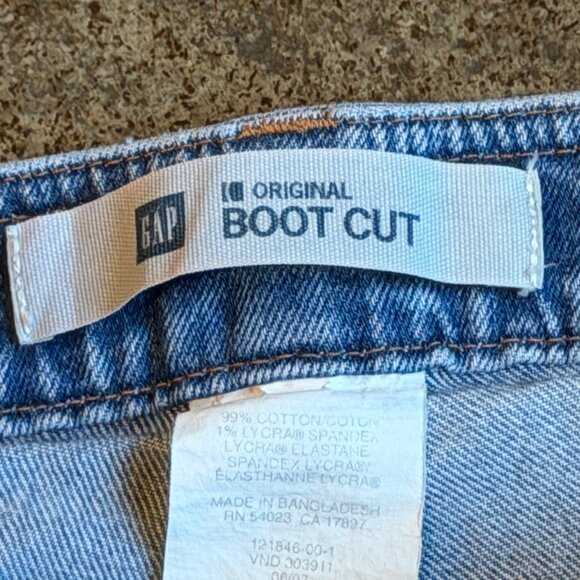 GAP
ORIGINAL
BOOT CUT
99% COTTON/COTON
1% LYCRA® SPANDEX
LYCRA® ELASTANE
SPANDEX LYCRA®/
ÉLASTHANNE LYCRA®
MADE IN BANGLADESH
RN 54023 CA 17897
121846-00-1
VND 303911